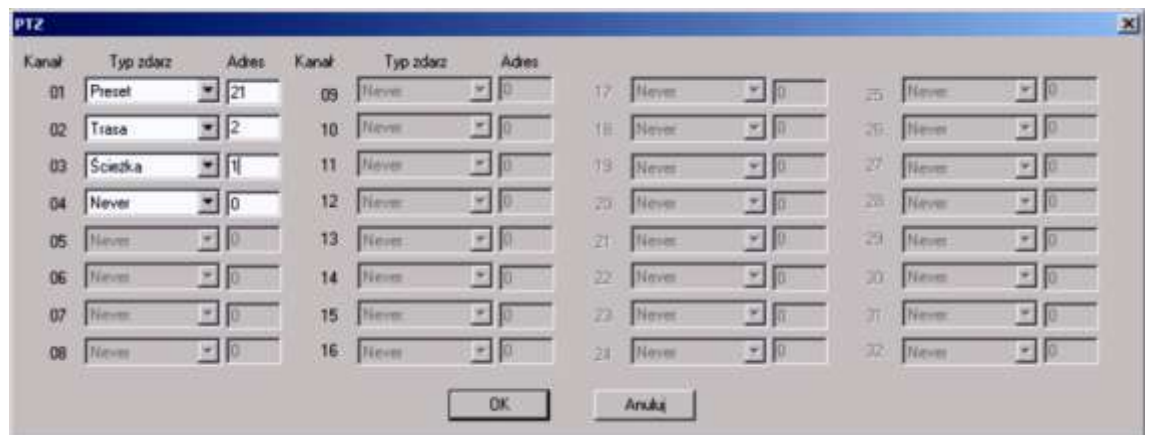 PTZ
Kanał Typ zdarz Adres Kanał Typ zdarz Adres
01 Preset 21 09 Never 0 17 Never 0 25 Never 0
02 Trasa 2 10 Never 0 18 Never 0 26 Never 0
03 Ścieżka 1 11 Never 0 19 Never 0 27 Never 0
04 Never 0 12 Never 0 20 Never 0 28 Never 0
05 Never 0 13 Never 0 21 Never 0 29 Never 0
06 Never 0 14 Never 0 22 Never 0 30 Never 0
07 Never 0 15 Never 0 23 Never 0 31 Never 0
08 Never 0 16 Never 0 24 Never 0 32 Never 0
OK Anuluj